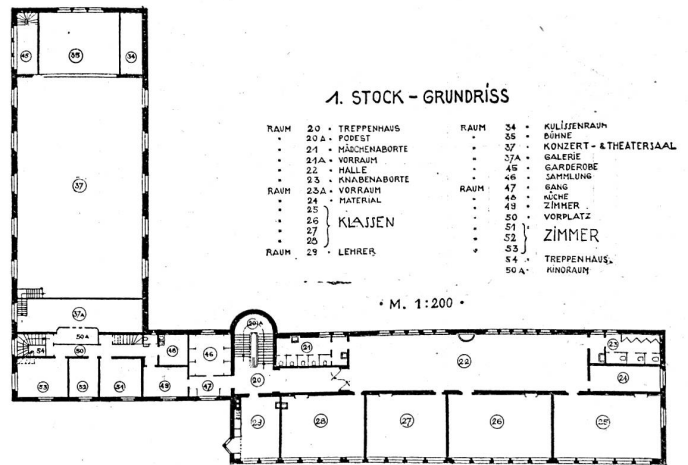 1. STOCK - GRUNDRISS
RAUM 20 • TREPPENHAUS
• 20A • PODEST
• 21 • MÄDCHENABORTE
• 21A • VORRAUM
• 22 • HALLE
• 23 • KNABENABORTE
RAUM 23A • VORRAUM
• 24 • MATERIAL
• 25
• 26 KLASSEN
• 27
• 28
RAUM 29 • LEHRER
RAUM 34 • KULISSENRAUM
• 35 • BÜHNE
• 37 • KONZERT- & THEATERSAAL
• 37A • GALERIE
• 45 • GARDEROBE
• 46 • SAMMLUNG
RAUM 47 • GANG
• 48 • KÜCHE
• 49 • ZIMMER
• 50 • VORPLATZ
• 51
• 52 ZIMMER
• 53
• 54 • TREPPENHAUS
50A • KINORAUM
• M. 1:200 •
45 35 34
37
37A
50A
54 50 48 46 20A 21 22 23
53 52 51 49 47 20 24
29 28 27 26 25